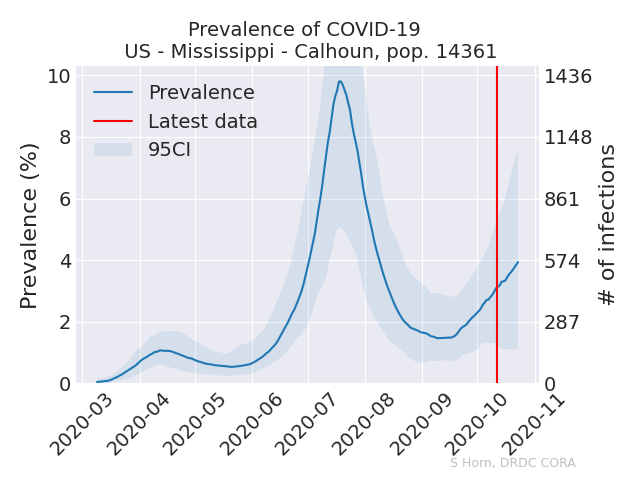 Prevalence of COVID-19
US - Mississippi - Calhoun, pop. 14361
Prevalence
Latest data
95CI
Prevalence (%)
10
8
6
4
2
0
1436
1148
861
574
287
0
# of infections
2020-03
2020-04
2020-05
2020-06
2020-07
2020-08
2020-09
2020-10
2020-11
S Horn, DRDC CORA